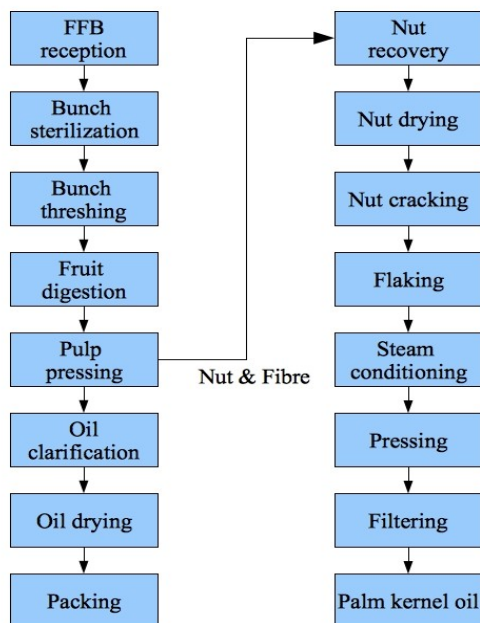 FFB
reception
Bunch
sterilization
Bunch
threshing
Fruit
digestion
Pulp
pressing
Oil
clarification
Oil drying
Packing
Nut & Fibre
Nut
recovery
Nut drying
Nut cracking
Flaking
Steam
conditioning
Pressing
Filtering
Palm kernel oil